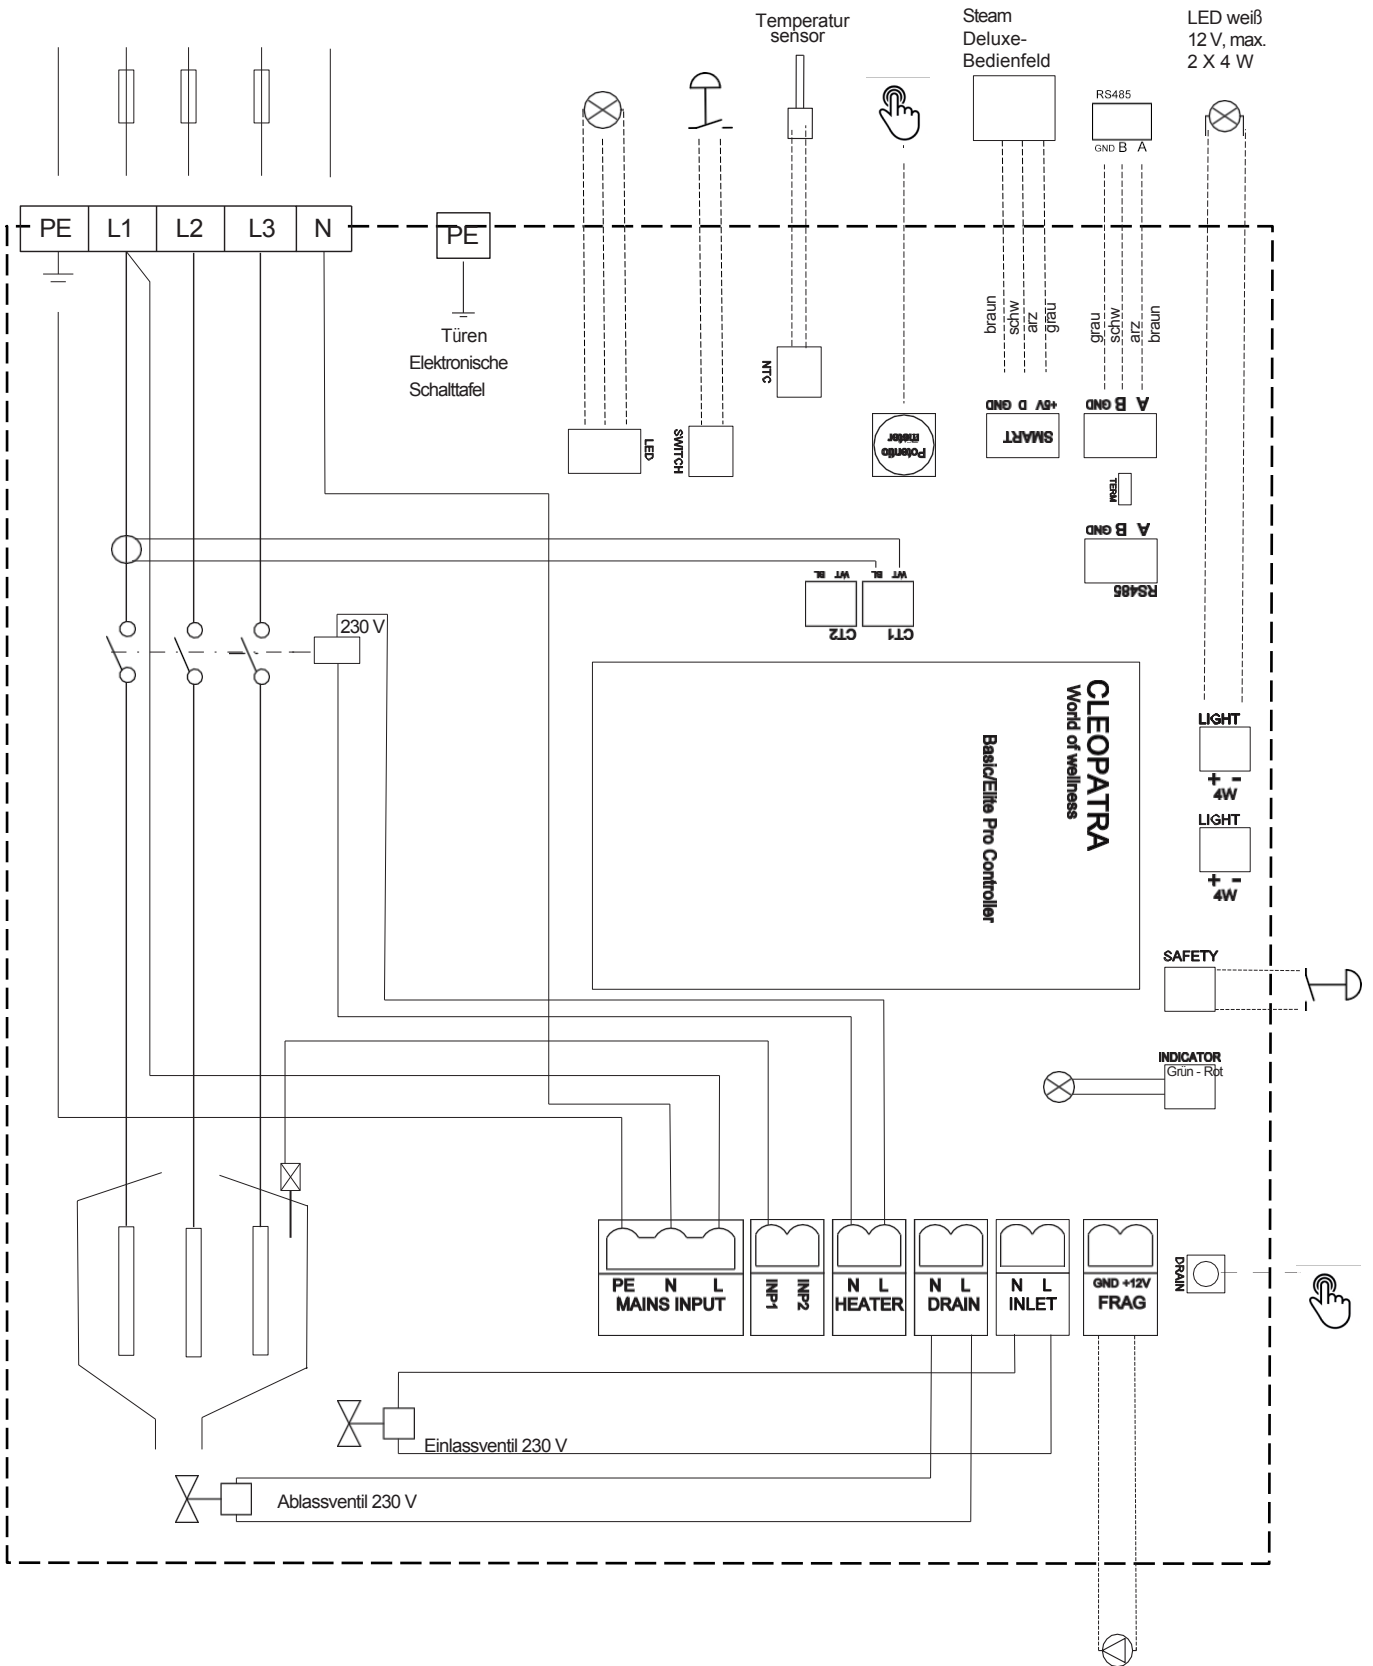 Temperatur
sensor
Steam
Deluxe-
Bedienfeld
LED weiß
12 V, max.
2 X 4 W
RS485
GND B A
PE L1 L2 L3 N
PE
Türen
Elektronische
Schalttafel
braun
schw
arz
grau
grau
schw
arz
braun
NTC
LED
SWITCH
Potentio
meter
+5V D GND
SMART
A B GND
TERM
A B GND
RS485
WT BL
CT2
WT BL
CT1
230 V
CLEOPATRA
World of wellness
Basic/Elite Pro Controller
LIGHT
+ -
4W
LIGHT
+ -
4W
SAFETY
INDICATOR
Grün - Rot
PE N L
MAINS INPUT
INP1
INP2
N L
HEATER
N L
DRAIN
N L
INLET
GND +12V
FRAG
DRAIN
Einlassventil 230 V
Ablassventil 230 V